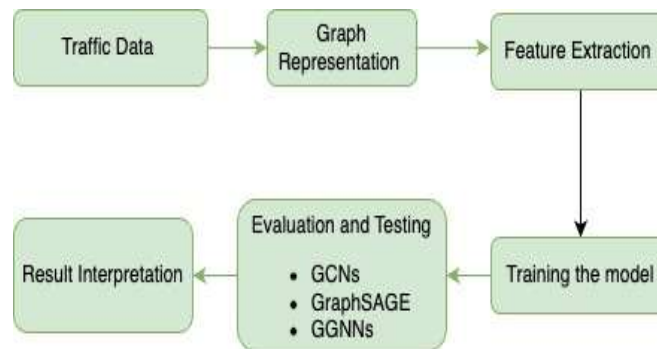 Traffic Data
Graph
Representation
Feature Extraction
Training the model
Evaluation and Testing
• GCNs
• GraphSAGE
• GGNNs
Result Interpretation